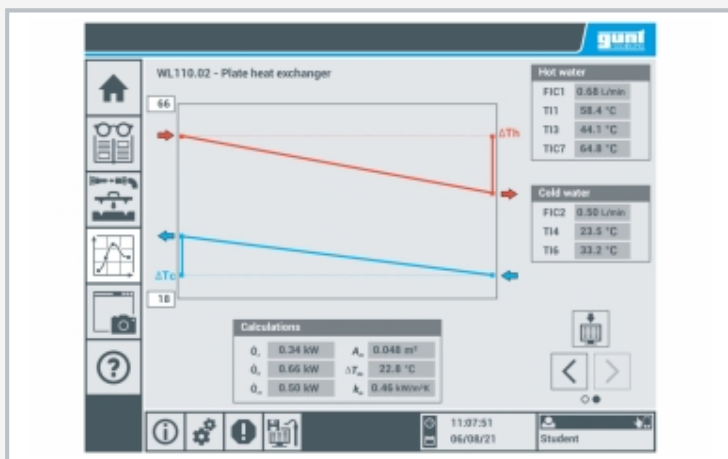 gunt
WL110.02 - Plate heat exchanger
66
ΔTh
ΔTc
18
Hot water
FIC1 0.68 L/min
TI1 58.4 °C
TI3 44.1 °C
TIC7 64.8 °C
Cold water
FIC2 0.50 L/min
TI4 23.5 °C
TI6 33.2 °C
Calculations
0.34 kW
0.66 kW
0.50 kW
0.048 m²
22.8 °C
0.46 kW/m²/K
11:07:51
06/08/21
Student